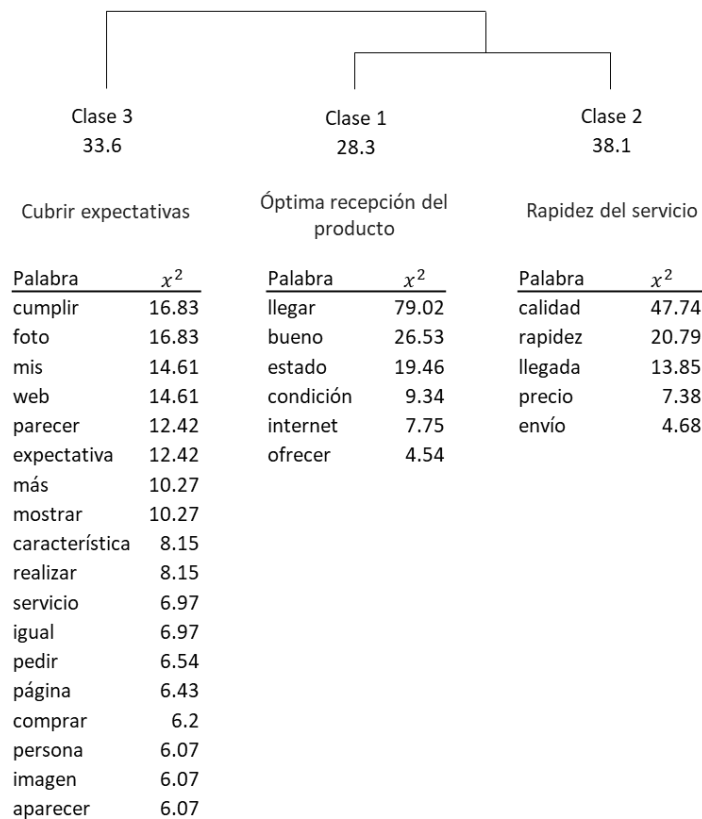 Clase 3
33.6
Cubrir expectativas
Palabra x²
cumplir 16.83
foto 16.83
mis 14.61
web 14.61
parecer 12.42
expectativa 12.42
más 10.27
mostrar 10.27
característica 8.15
realizar 8.15
servicio 6.97
igual 6.97
pedir 6.54
página 6.43
comprar 6.2
persona 6.07
imagen 6.07
aparecer 6.07
Clase 1
28.3
Óptima recepción del
producto
Palabra x²
llegar 79.02
bueno 26.53
estado 19.46
condición 9.34
internet 7.75
ofrecer 4.54
Clase 2
38.1
Rapidez del servicio
Palabra x²
calidad 47.74
rapidez 20.79
llegada 13.85
precio 7.38
envío 4.68